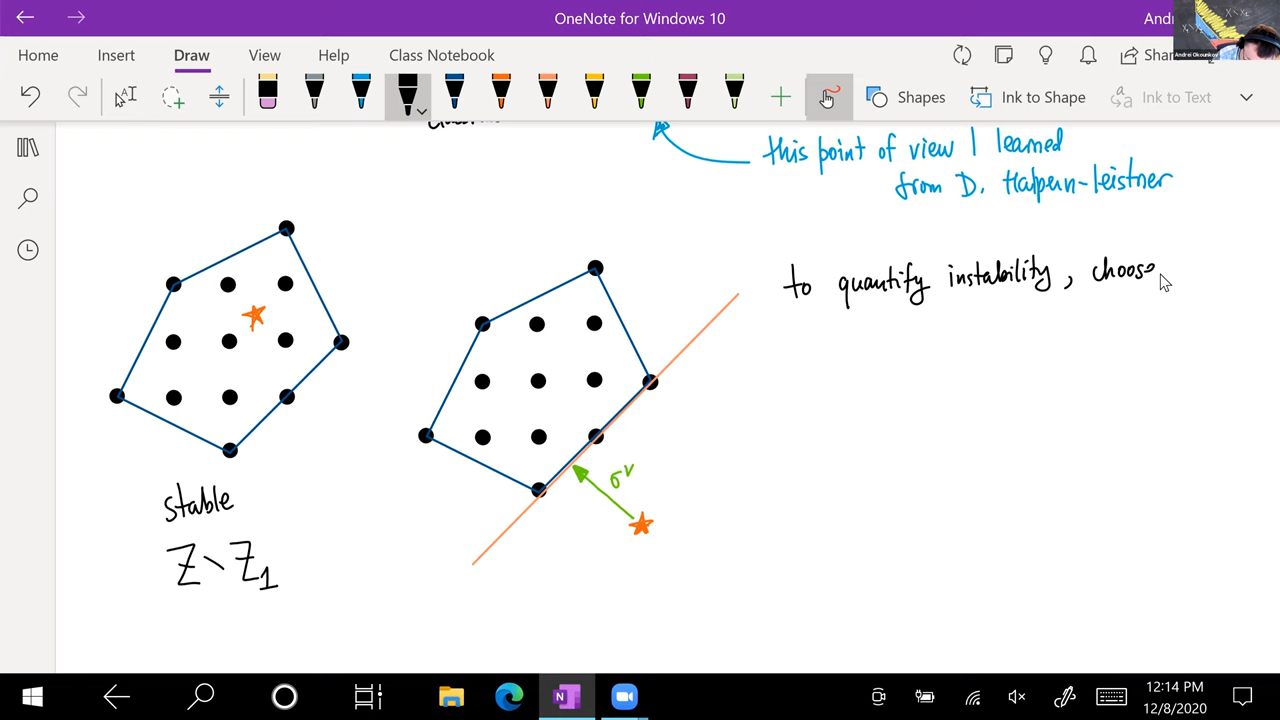 OneNote for Windows 10
Home Insert Draw View Help Class Notebook
Shapes Ink to Shape Ink to Text
this point of view I learned
from D. Halpern-Leistner
to quantify instability, choose
σv
stable
Z \ Z1
Andrei Okounkov
12:14 PM
12/8/2020